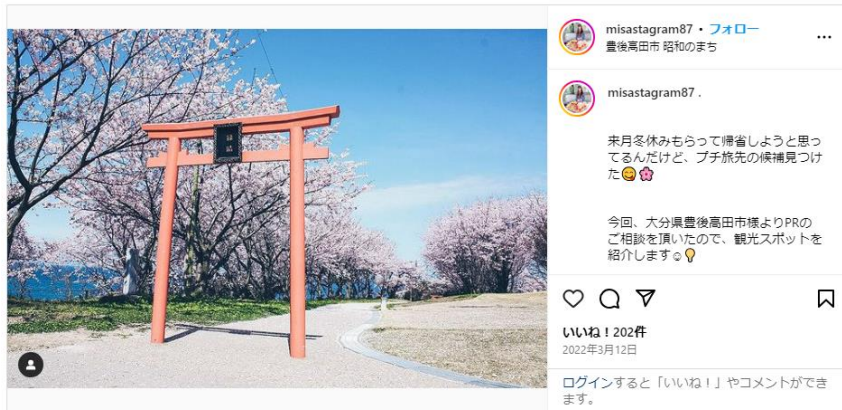 misastagram87 • フォロー
豊後高田市 昭和のまち
misastagram87 .
来月冬休みもらって帰省しようと思っ
てるんだけど、プチ旅先の候補見つけ
た😋🌸
今回、大分県豊後高田市様よりPRの
ご相談を頂いたので、観光スポットを
紹介します☺👇
いいね！202件
2022年3月12日
ログインすると「いいね！」やコメントができ
ます。